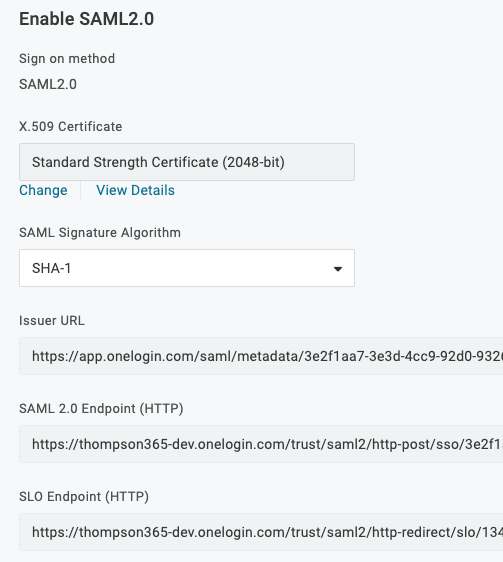 Enable SAML2.0
Sign on method
SAML2.0
X.509 Certificate
Standard Strength Certificate (2048-bit)
Change View Details
SAML Signature Algorithm
SHA-1
Issuer URL
https://app.onelogin.com/saml/metadata/3e2f1aa7-3e3d-4cc9-92d0-932
SAML 2.0 Endpoint (HTTP)
https://thompson365-dev.onelogin.com/trust/saml2/http-post/sso/3e2f1
SLO Endpoint (HTTP)
https://thompson365-dev.onelogin.com/trust/saml2/http-redirect/slo/134